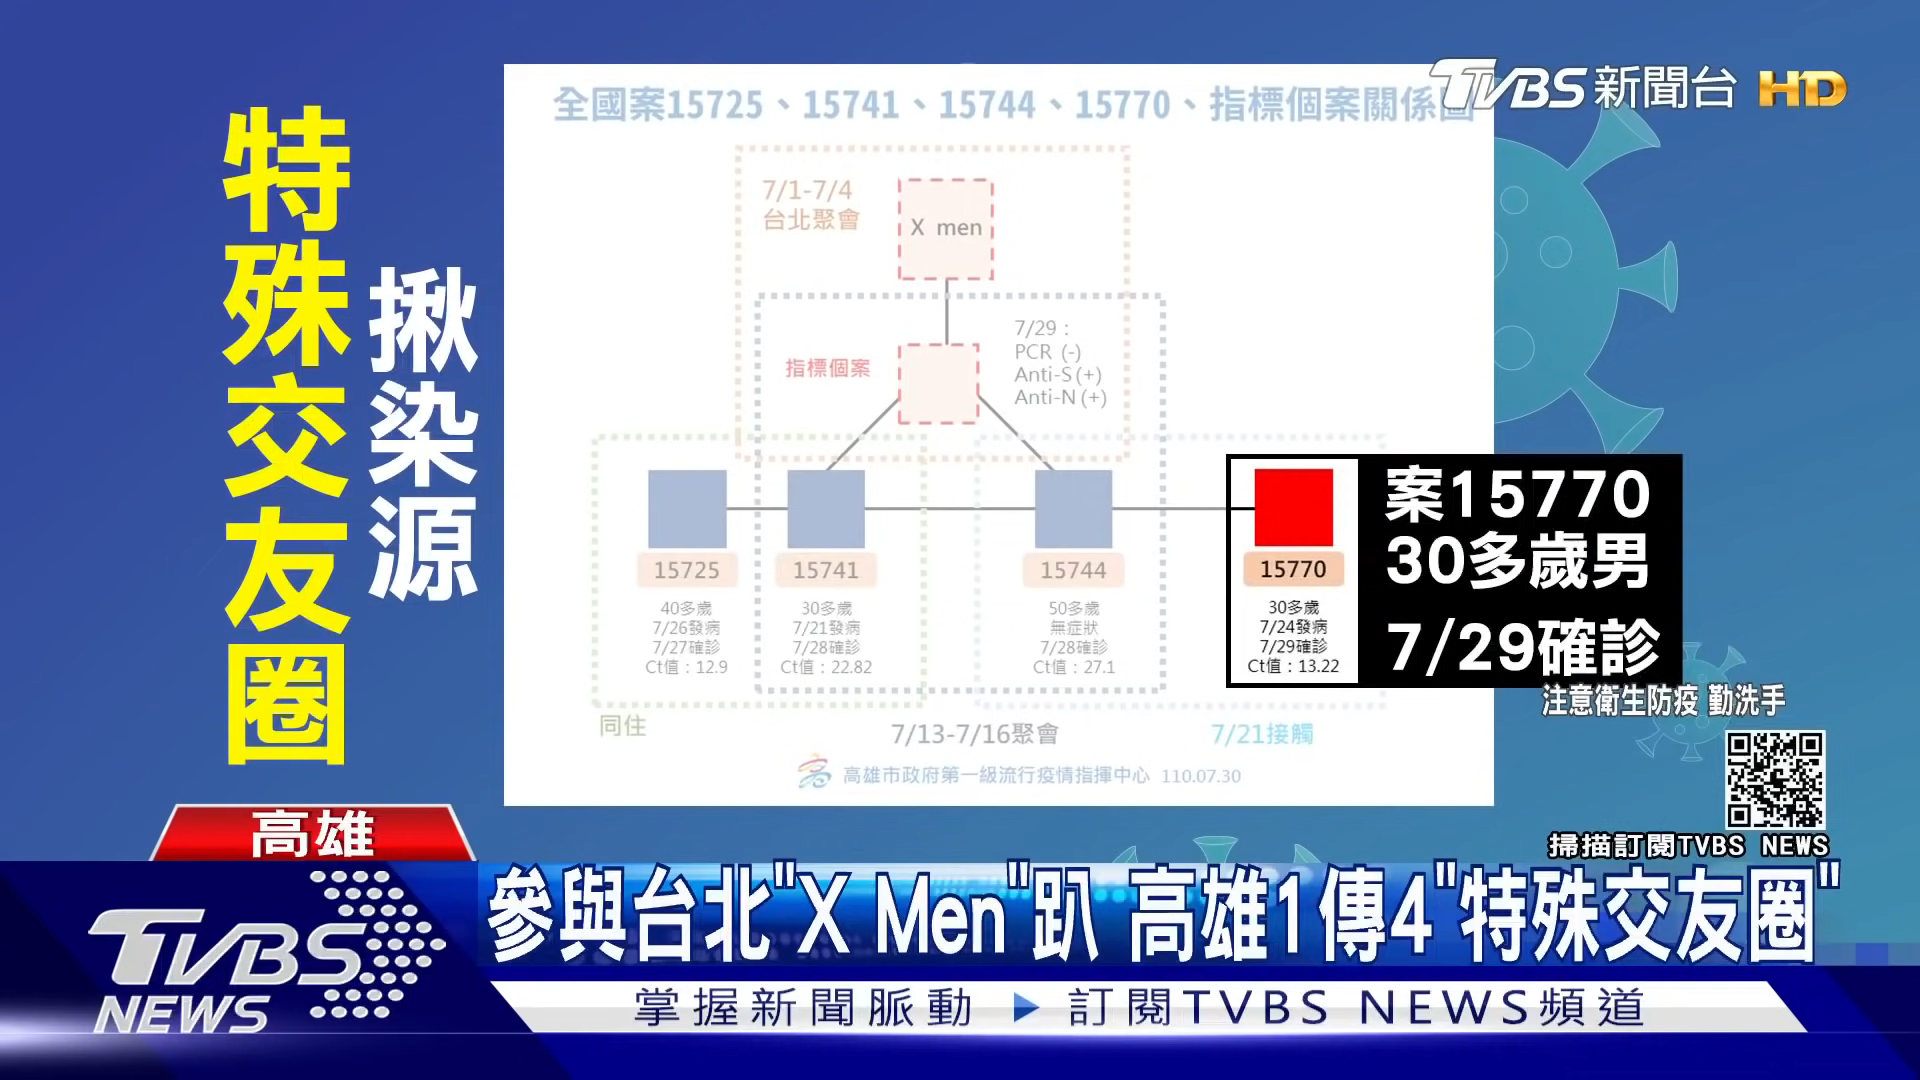 TVBS新聞台 HD
特殊交友圈
揪染源
全國案15725、15741、15744、15770、指標個案關係圖
7/1-7/4
台北聚會
X men
指標個案
7/29：
PCR (-)
Anti-S(+)
Anti-N(+)
15725
40多歲
7/26發病
7/27確診
Ct值：12.9
15741
30多歲
7/21發病
7/28確診
Ct值：22.82
15744
50多歲
無症狀
7/28確診
Ct值：27.1
15770
30多歲
7/24發病
7/29確診
Ct值：13.22
案15770
30多歲男
7/29確診
同住
7/13-7/16聚會
7/21接觸
高雄市政府第一級流行疫情指揮中心 110.07.30
注意衛生防疫 勤洗手
掃描訂閱TVBS NEWS
高雄
參與台北"X Men"趴 高雄1傳4"特殊交友圈"
TVBS
NEWS
掌握新聞脈動 ▶ 訂閱TVBS NEWS頻道